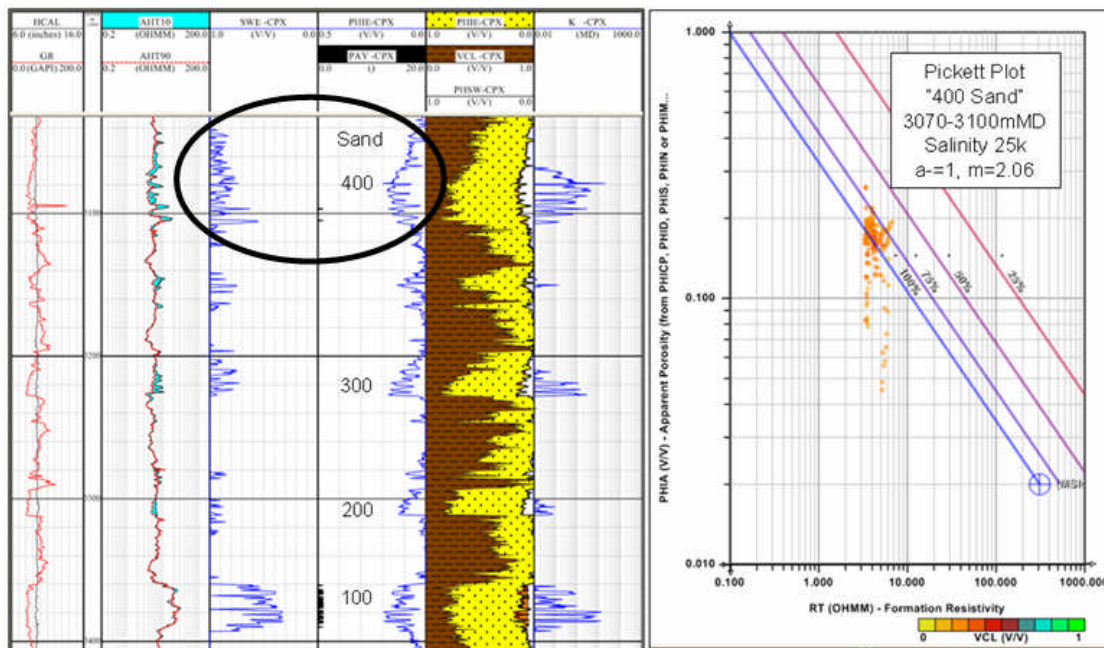 HCAL
6.0 (inches) 16.0
GR
0.0 (GAPI) 200.0
AHT10
0.2 (OHMM) 200.0
AHT90
0.2 (OHMM) 200.0
SWE-CPX
1.0 (V/V) 0.0
PHIE-CPX
0.5 (V/V) 0.0
PAY-CPX
0.0 () 20.0
PHIE-CPX
1.0 (V/V) 0.0
VCL-CPX
0.0 (V/V) 1.0
PHSW-CPX
1.0 (V/V) 0.0
K -CPX
0.01 (MD) 1000.0
Sand
400
300
200
100
Pickett Plot
"400 Sand"
3070-3100mMD
Salinity 25k
a-=1, m=2.06
1.000
0.100
0.010
PHIA (V/V) - Apparent Porosity (from PHICP, PHID, PHIS, PHIN or PHIM...
100%
75%
50%
25%
0.100 1.000 10.000 100.000 1000.000
RT (OHMM) - Formation Resistivity
0 VCL (V/V) 1